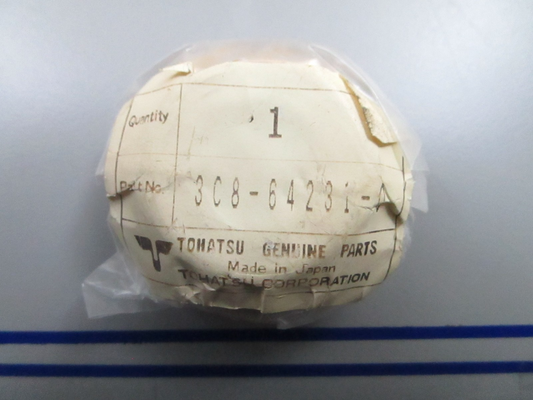 Quantity 1
Part No. 3C8-64231-A
TOHATSU GENUINE PARTS
Made in Japan
TOHATSU CORPORATION